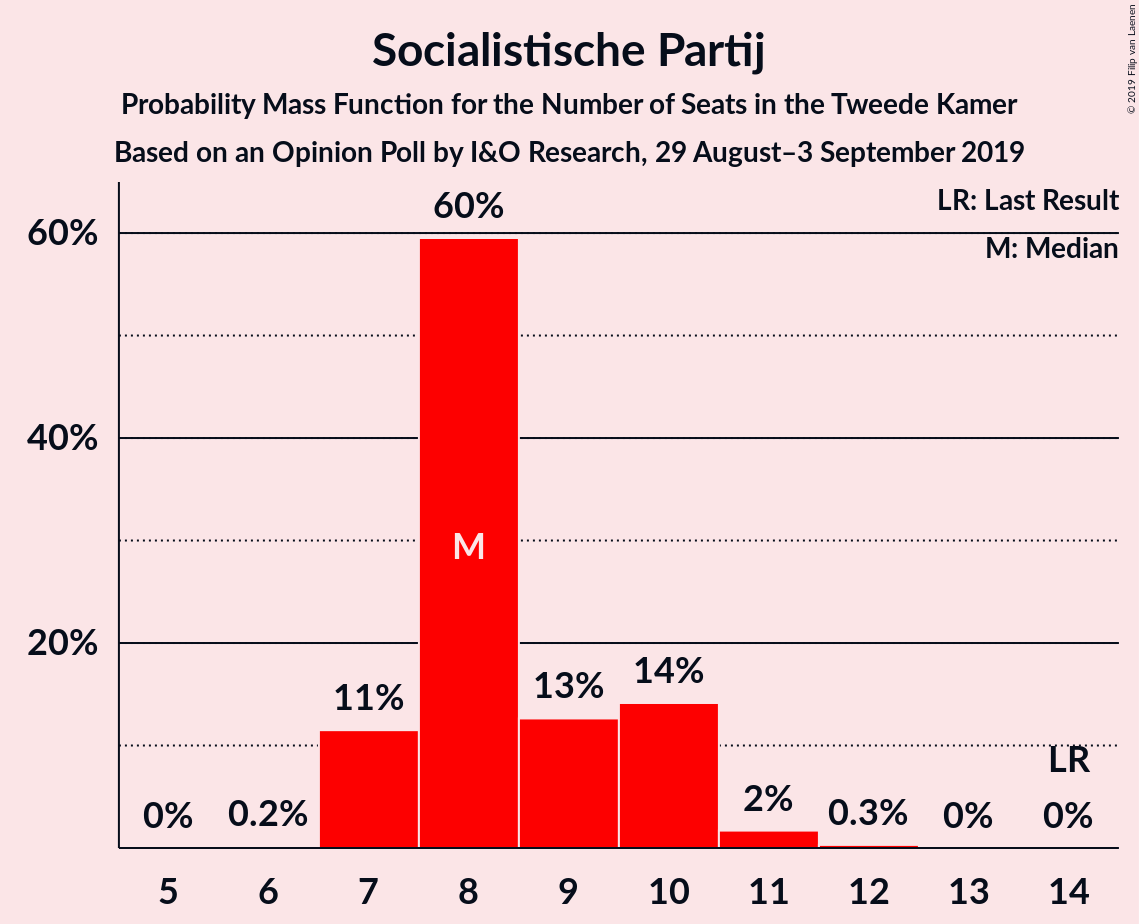 Socialistische Partij
Probability Mass Function for the Number of Seats in the Tweede Kamer
Based on an Opinion Poll by I&O Research, 29 August–3 September 2019
© 2019 Filip van Laenen
LR: Last Result
M: Median
60%
40%
20%
0%
0.2%
11%
60%
M
13%
14%
2%
0.3%
0%
LR
0%
5 6 7 8 9 10 11 12 13 14